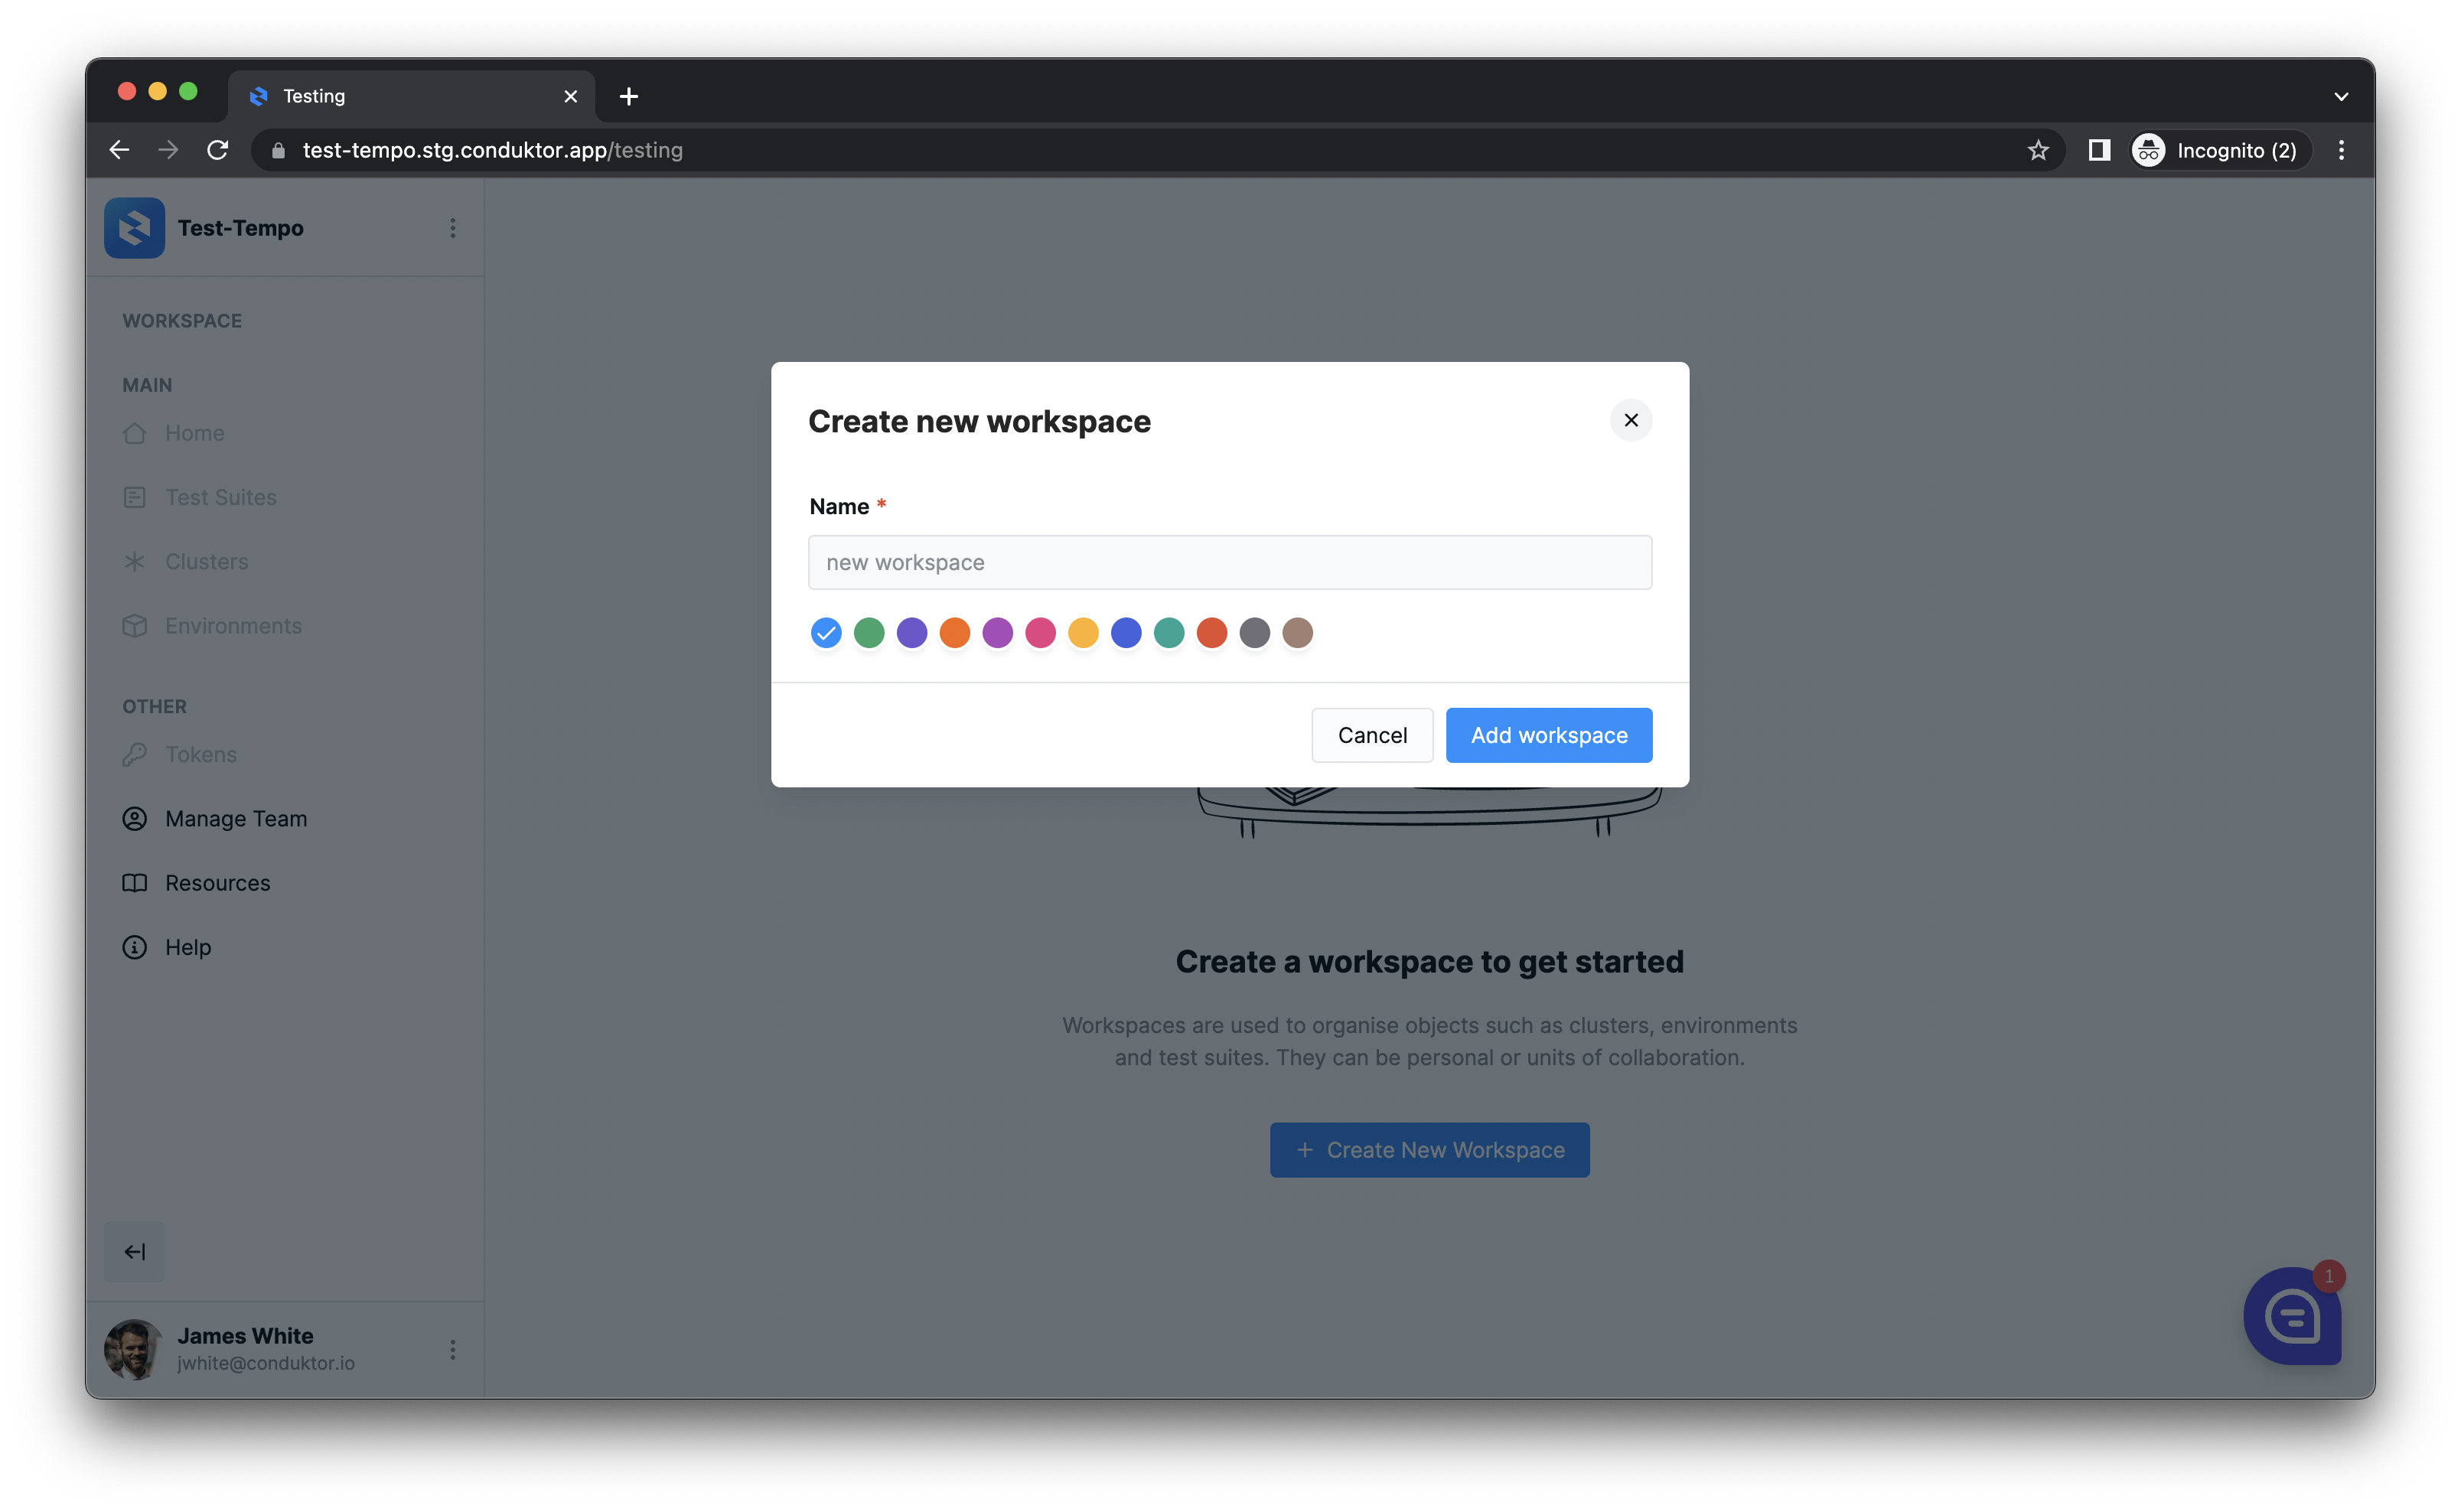 Testing
test-tempo.stg.conduktor.app/testing
Incognito (2)
Test-Tempo
WORKSPACE
MAIN
Home
Test Suites
Clusters
Environments
OTHER
Tokens
Manage Team
Resources
Help
James White
jwhite@conduktor.io
Create new workspace
Name *
new workspace
Cancel
Add workspace
Create a workspace to get started
Workspaces are used to organise objects such as clusters, environments
and test suites. They can be personal or units of collaboration.
+ Create New Workspace
1